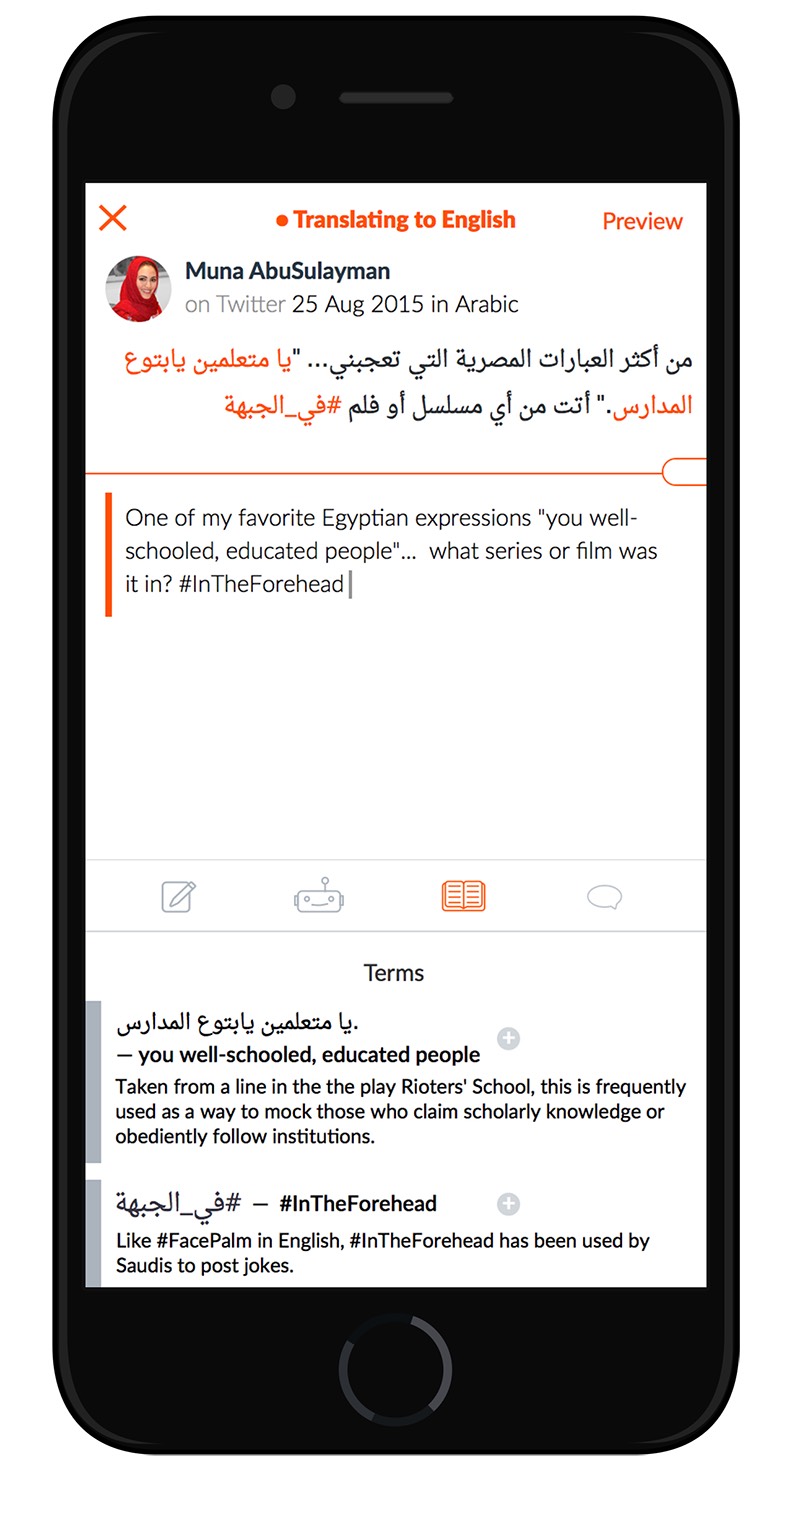 Translating to English
Preview
Muna AbuSulayman
on Twitter 25 Aug 2015 in Arabic
من أكثر العبارات المصرية التي تعجبني... "يا متعلمين يابتوع
المدارس." أتت من أي مسلسل أو فلم #في_الجبهة
One of my favorite Egyptian expressions "you well-
schooled, educated people"... what series or film was
it in? #InTheForehead
Terms
يا متعلمين يابتوع المدارس.
— you well-schooled, educated people
Taken from a line in the the play Rioters' School, this is frequently
used as a way to mock those who claim scholarly knowledge or
obediently follow institutions.
#في_الجبهة — #InTheForehead
Like #FacePalm in English, #InTheForehead has been used by
Saudis to post jokes.